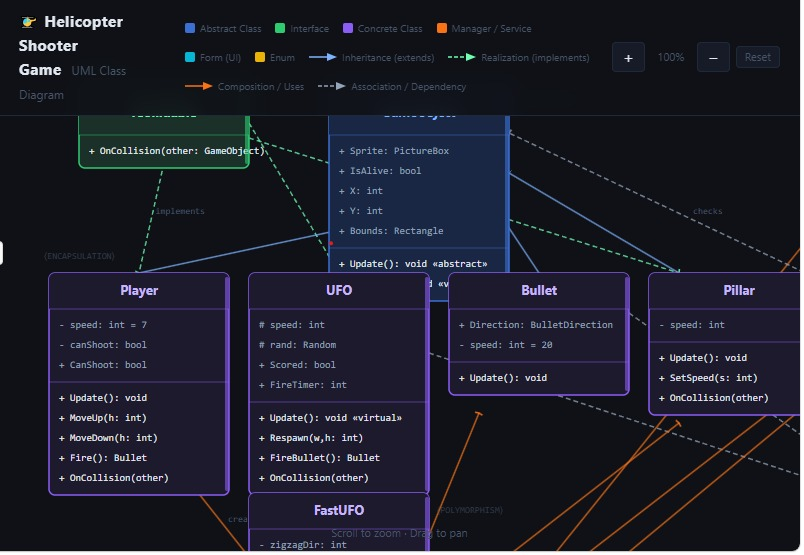 Helicopter
Shooter
Game UML Class
Diagram
Abstract Class
Interface
Concrete Class
Manager / Service
Form (UI)
Enum
Inheritance (extends)
Realization (implements)
Composition / Uses
Association / Dependency
+
100%
−
Reset
+ OnCollision(other: GameObject)
+ Sprite: PictureBox
+ IsAlive: bool
+ X: int
+ Y: int
+ Bounds: Rectangle
+ Update(): void «abstract»
implements
checks
(ENCAPSULATION)
Player
- speed: int = 7
- canShoot: bool
+ CanShoot: bool
+ Update(): void
+ MoveUp(h: int)
+ MoveDown(h: int)
+ Fire(): Bullet
+ OnCollision(other)
UFO
# speed: int
# rand: Random
+ Scored: bool
+ FireTimer: int
+ Update(): void «virtual»
+ Respawn(w,h: int)
+ FireBullet(): Bullet
+ OnCollision(other)
Bullet
+ Direction: BulletDirection
- speed: int = 20
+ Update(): void
Pillar
- speed: int
+ Update(): void
+ SetSpeed(s: int)
+ OnCollision(other)
FastUFO
- zigzagDir: int
(POLYMORPHISM)
Scroll to zoom · Drag to pan